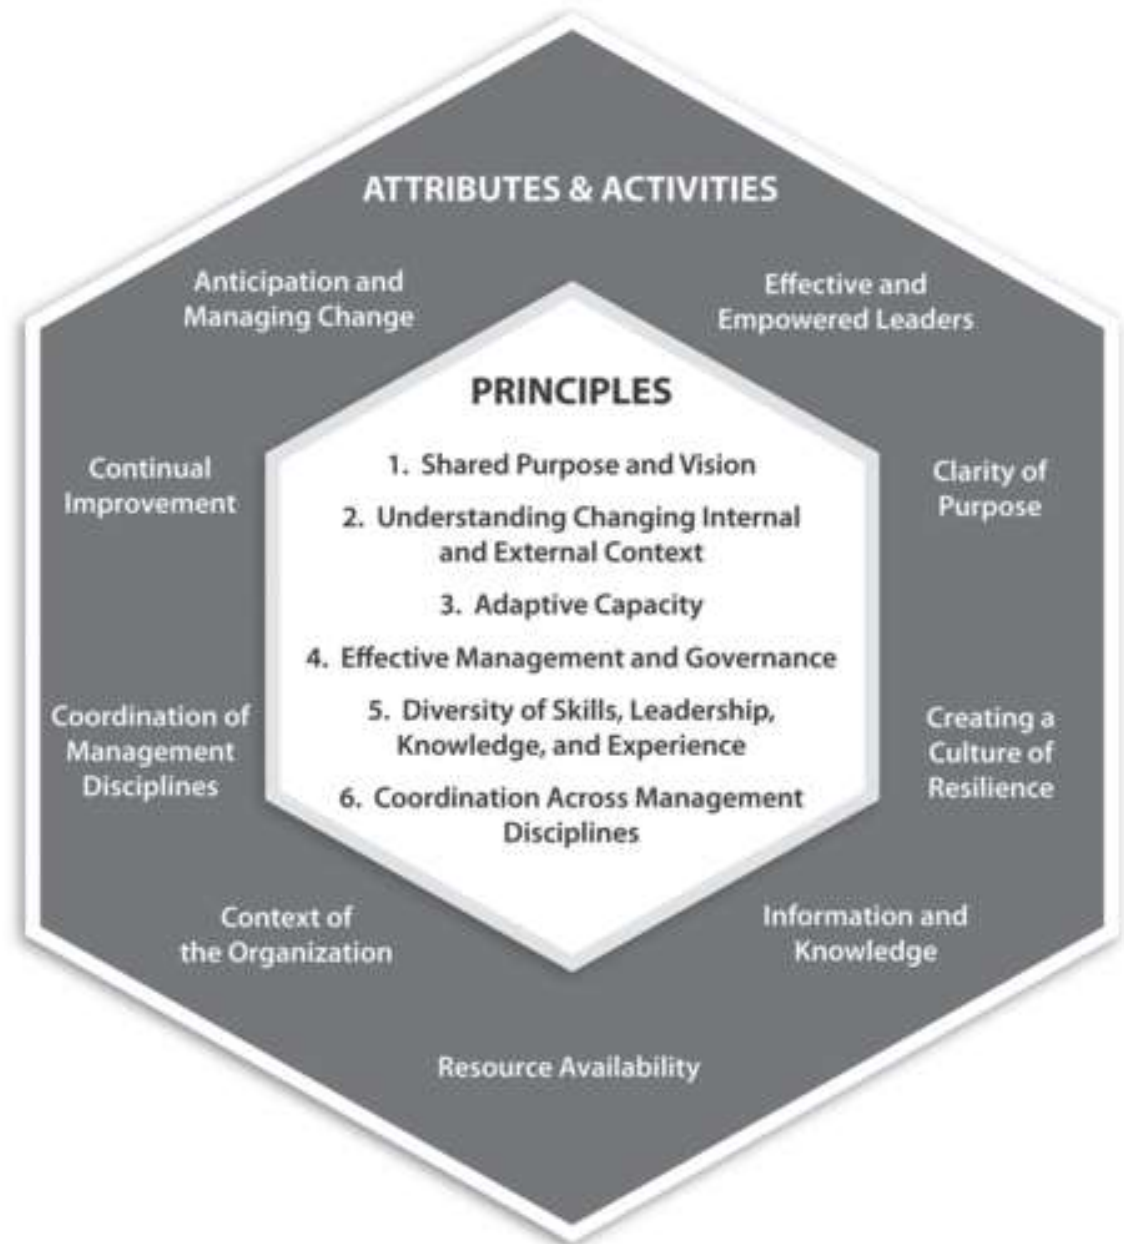 ATTRIBUTES & ACTIVITIES
Anticipation and
Managing Change
Effective and
Empowered Leaders
PRINCIPLES
1. Shared Purpose and Vision
2. Understanding Changing Internal
and External Context
3. Adaptive Capacity
4. Effective Management and Governance
5. Diversity of Skills, Leadership,
Knowledge, and Experience
6. Coordination Across Management
Disciplines
Continual
Improvement
Clarity of
Purpose
Coordination of
Management
Disciplines
Creating a
Culture of
Resilience
Context of
the Organization
Information and
Knowledge
Resource Availability